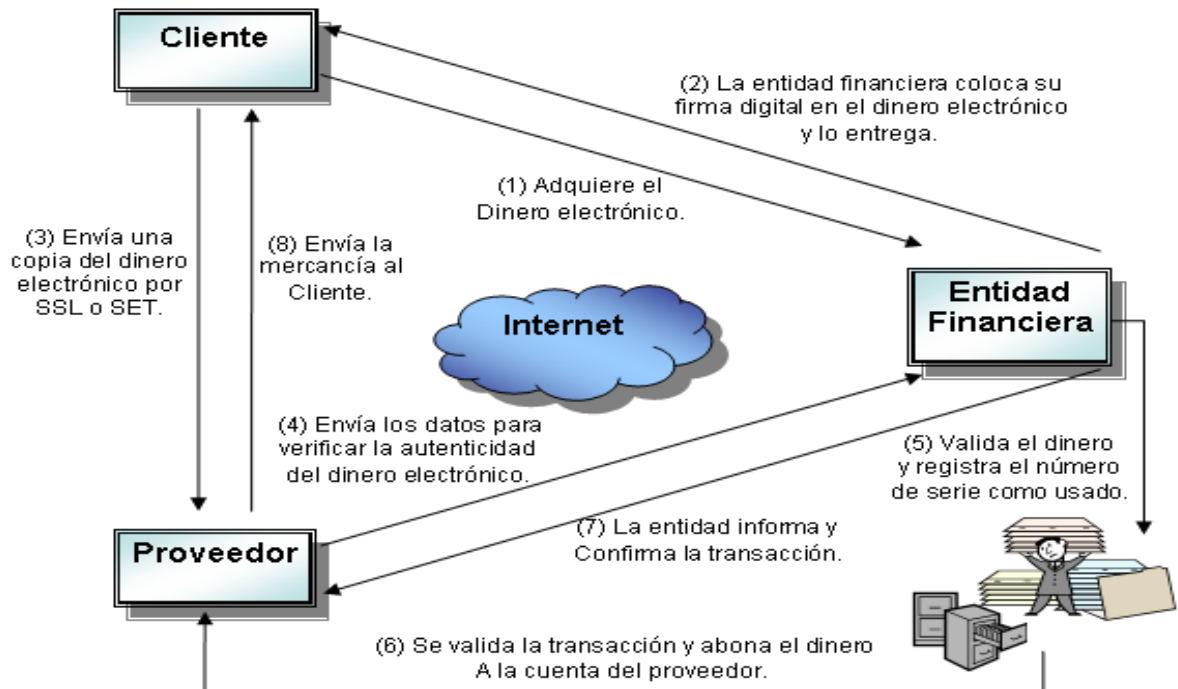 Cliente
(2) La entidad financiera coloca su
firma digital en el dinero electrónico
y lo entrega.
(1) Adquiere el
Dinero electrónico.
(3) Envía una
copia del dinero
electrónico por
SSL o SET.
(8) Envía la
mercancía al
Cliente.
Internet
Entidad
Financiera
(4) Envía los datos para
verificar la autenticidad
del dinero electrónico.
(5) Valida el dinero
y registra el número
de serie como usado.
Proveedor
(7) La entidad informa y
Confirma la transacción.
(6) Se valida la transacción y abona el dinero
A la cuenta del proveedor.